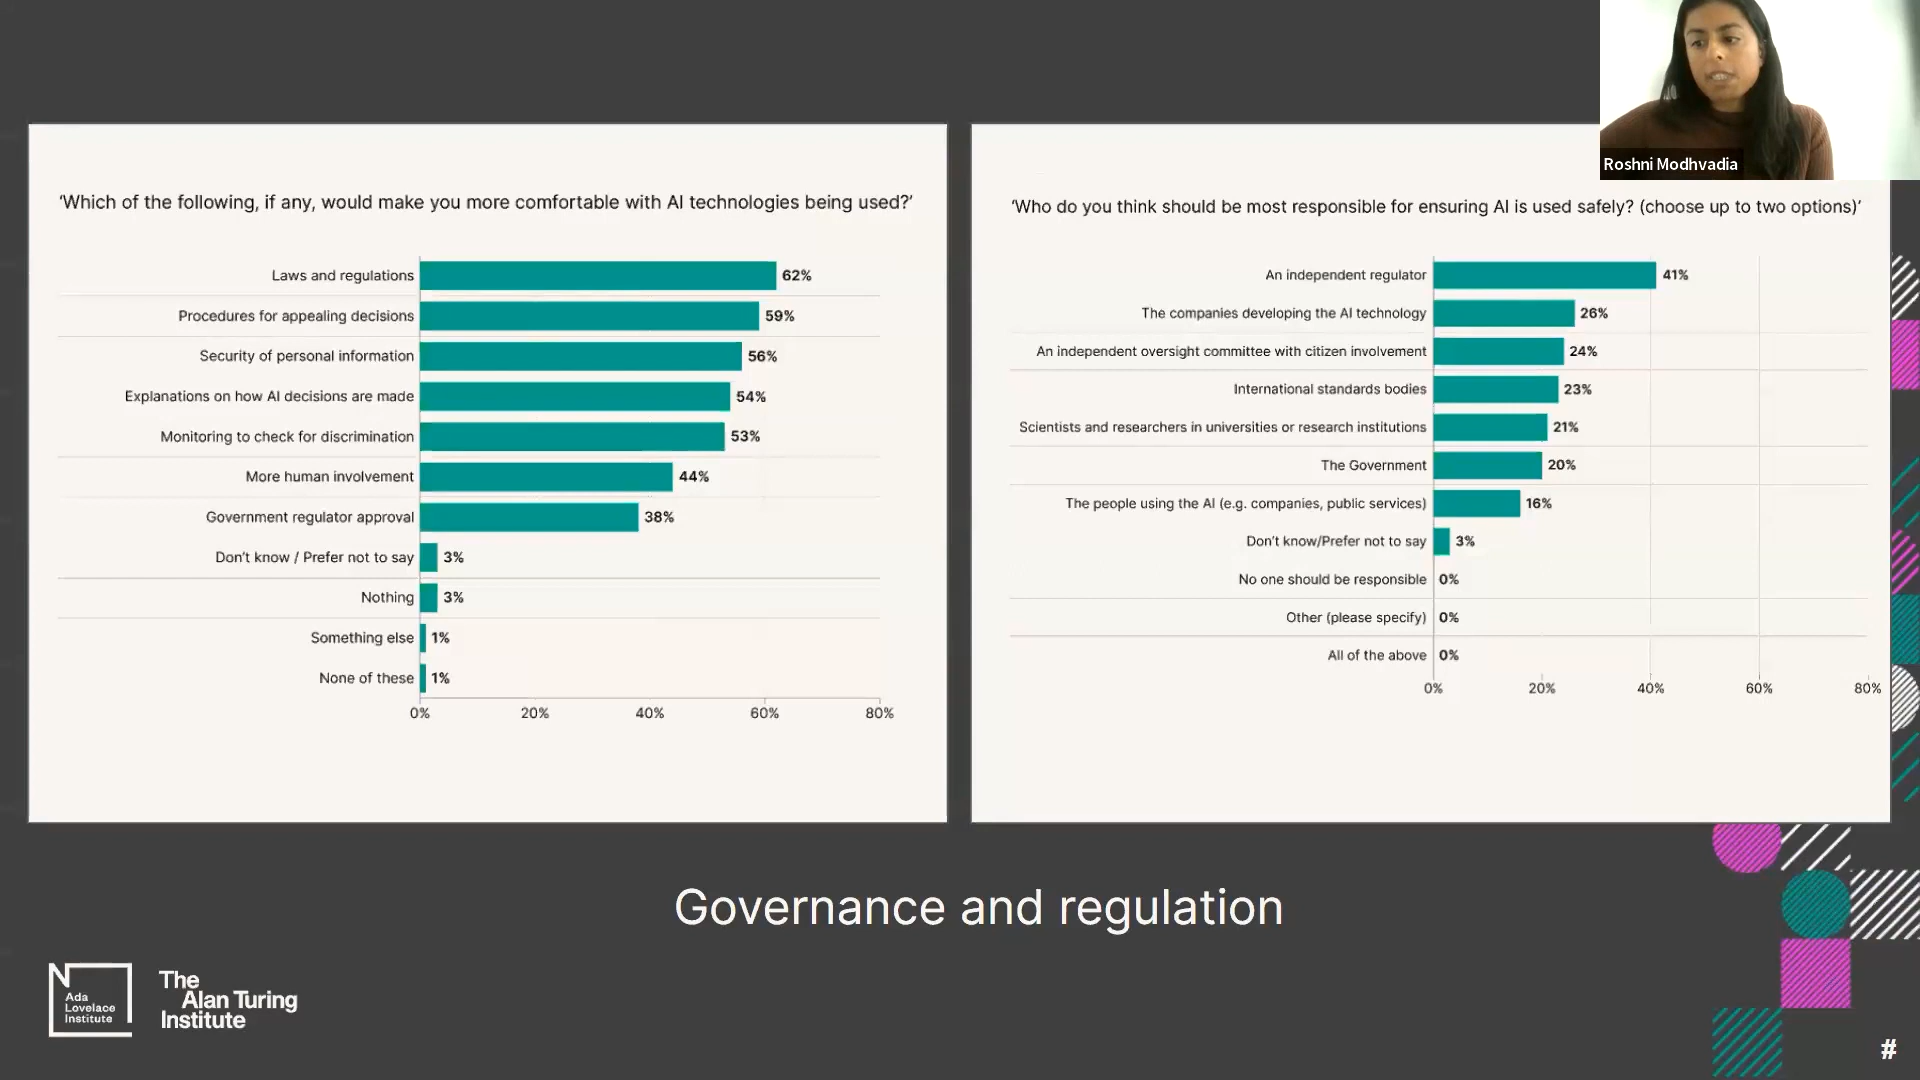 Roshni Modhvadia
‘Which of the following, if any, would make you more comfortable with AI technologies being used?’
Laws and regulations 62%
Procedures for appealing decisions 59%
Security of personal information 56%
Explanations on how AI decisions are made 54%
Monitoring to check for discrimination 53%
More human involvement 44%
Government regulator approval 38%
Don’t know / Prefer not to say 3%
Nothing 3%
Something else 1%
None of these 1%
0% 20% 40% 60% 80%
‘Who do you think should be most responsible for ensuring AI is used safely? (choose up to two options)’
An independent regulator 41%
The companies developing the AI technology 26%
An independent oversight committee with citizen involvement 24%
International standards bodies 23%
Scientists and researchers in universities or research institutions 21%
The Government 20%
The people using the AI (e.g. companies, public services) 16%
Don’t know/Prefer not to say 3%
No one should be responsible 0%
Other (please specify) 0%
All of the above 0%
0% 20% 40% 60% 80%
Governance and regulation
Ada
Lovelace
Institute
The
Alan Turing
Institute
#